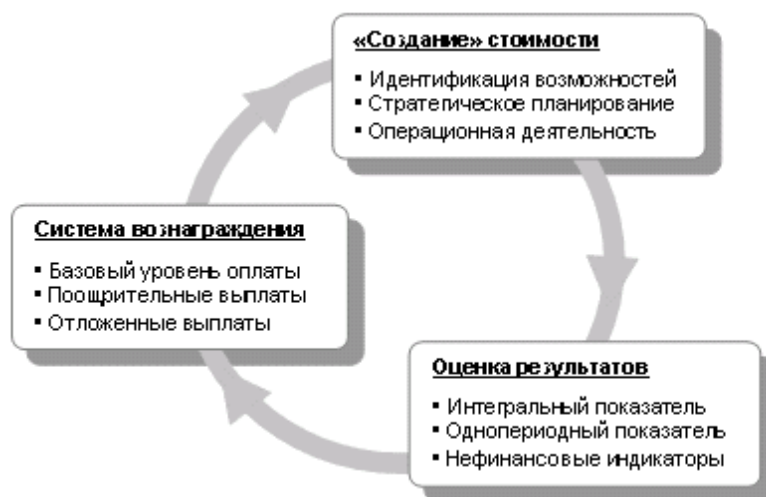 «Создание» стоимости
▪ Идентификация возможностей
▪ Стратегическое планирование
▪ Операционная деятельность
Система вознаграждения
▪ Базовый уровень оплаты
▪ Поощрительные выплаты
▪ Отложенные выплаты
Оценка результатов
▪ Интегральный показатель
▪ Однопериодный показатель
▪ Нефинансовые индикаторы